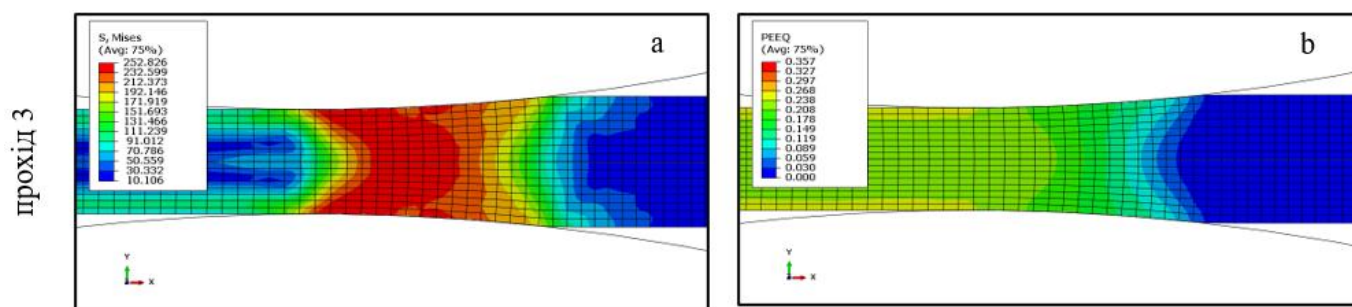 прохід 3
S, Mises
(Avg: 75%)
252.826
232.599
212.373
192.146
171.919
151.693
131.466
111.239
91.012
70.786
50.559
30.332
10.106
a
Y
X
PEEQ
(Avg: 75%)
0.357
0.327
0.297
0.268
0.238
0.208
0.178
0.149
0.119
0.089
0.059
0.030
0.000
b
Y
X